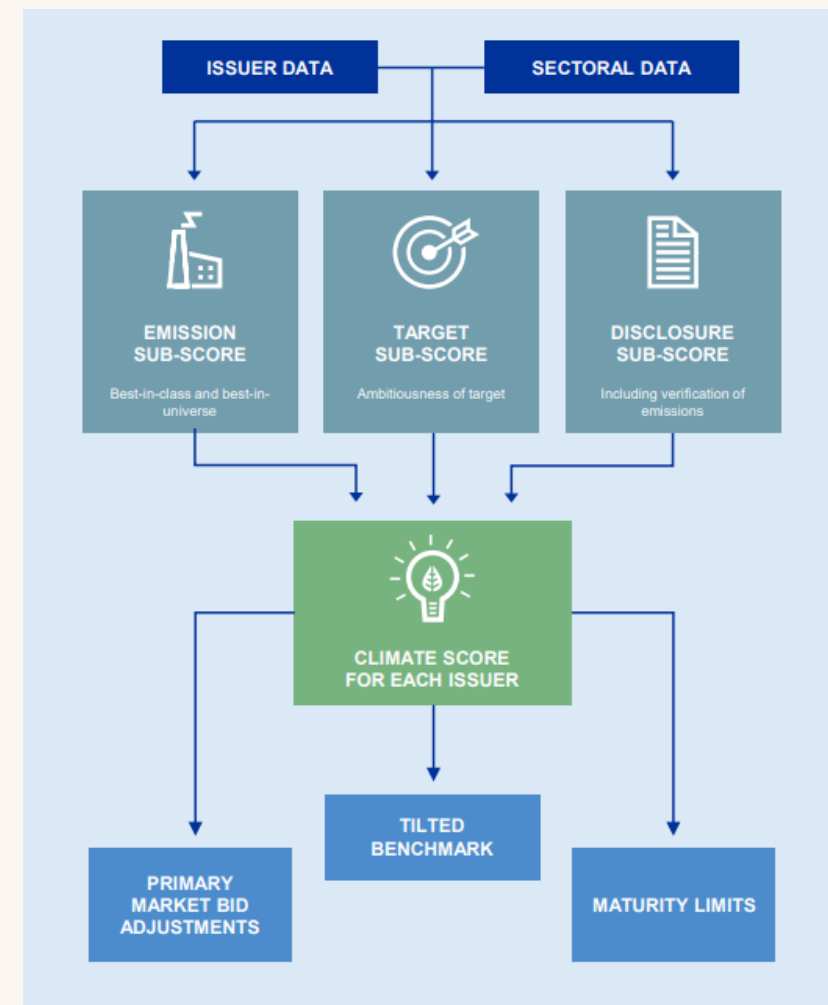 ISSUER DATA
SECTORAL DATA
EMISSION
SUB-SCORE
Best-in-class and best-in-
universe
TARGET
SUB-SCORE
Ambitiousness of target
DISCLOSURE
SUB-SCORE
Including verification of
emissions
CLIMATE SCORE
FOR EACH ISSUER
PRIMARY
MARKET BID
ADJUSTMENTS
TILTED
BENCHMARK
MATURITY LIMITS